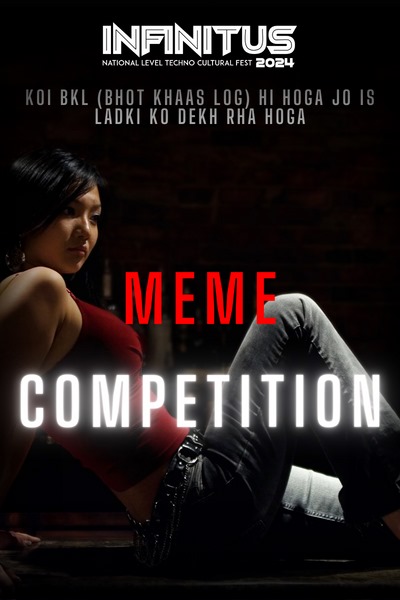 INFINITUS
NATIONAL LEVEL TECHNO CULTURAL FEST 2024
KOI BKL (BHOT KHAAS LOG) HI HOGA JO IS
LADKI KO DEKH RHA HOGA
MEME
COMPETITION